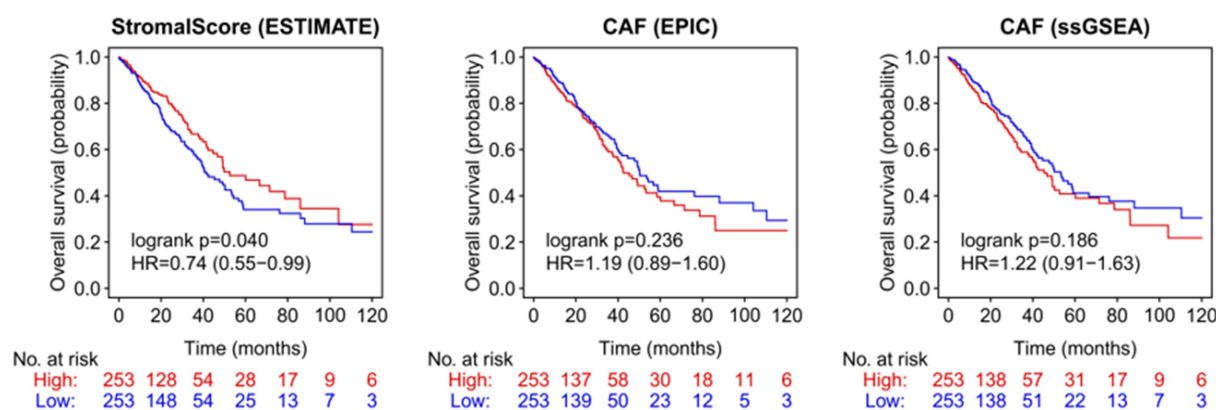 StromalScore (ESTIMATE)
Overall survival (probability)
1.0
0.8
0.6
0.4
0.2
0.0
logrank p=0.040
HR=0.74 (0.55−0.99)
0 20 40 60 80 100 120
Time (months)
No. at risk
High: 253 128 54 28 17 9 6
Low: 253 148 54 25 13 7 3
CAF (EPIC)
Overall survival (probability)
1.0
0.8
0.6
0.4
0.2
0.0
logrank p=0.236
HR=1.19 (0.89−1.60)
0 20 40 60 80 100 120
Time (months)
No. at risk
High: 253 137 58 30 18 11 6
Low: 253 139 50 23 12 5 3
CAF (ssGSEA)
Overall survival (probability)
1.0
0.8
0.6
0.4
0.2
0.0
logrank p=0.186
HR=1.22 (0.91−1.63)
0 20 40 60 80 100 120
Time (months)
No. at risk
High: 253 138 57 31 17 9 6
Low: 253 138 51 22 13 7 3